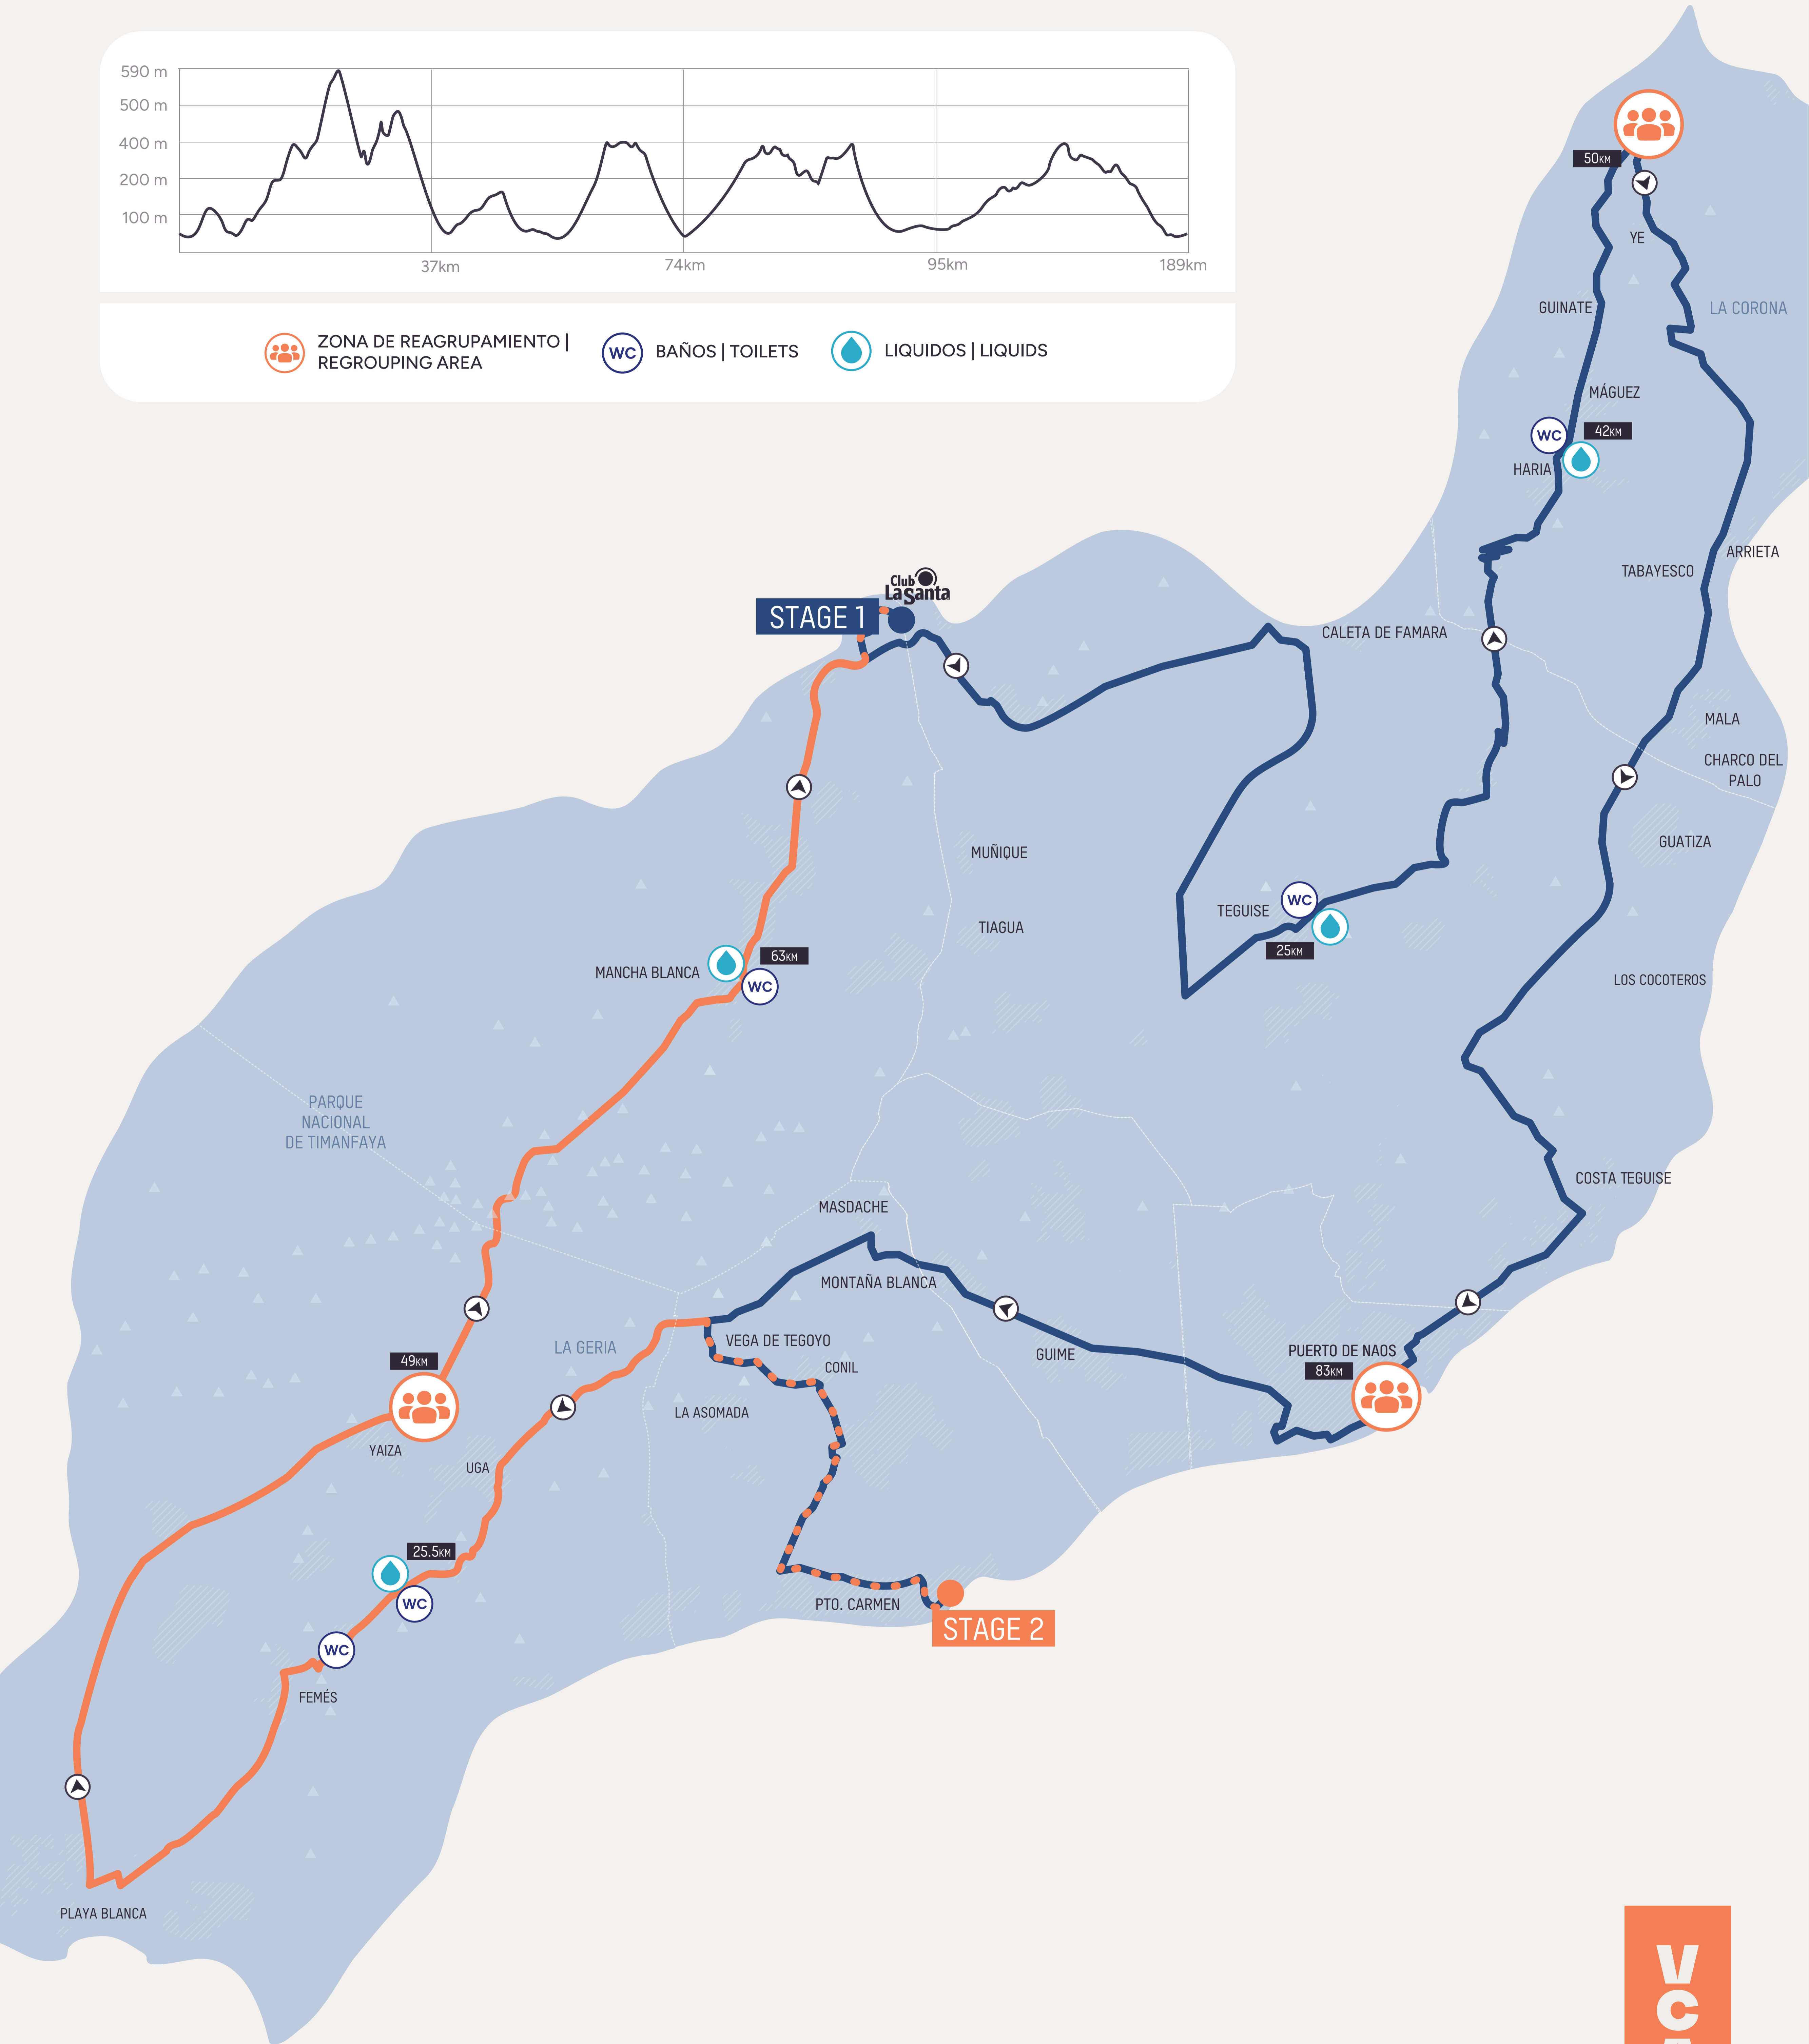 590 m
500 m
400 m
200 m
100 m
37km
74km
95km
189km
ZONA DE REAGRUPAMIENTO |
REGROUPING AREA
WC
BAÑOS | TOILETS
LIQUIDOS | LIQUIDS
50KM
YE
GUINATE
LA CORONA
MÁGUEZ
WC
42KM
HARIA
ARRIETA
TABAYESCO
Club
La Santa
STAGE 1
CALETA DE FAMARA
MALA
CHARCO DEL
PALO
GUATIZA
MUÑIQUE
TIAGUA
WC
TEGUISE
25KM
63KM
MANCHA BLANCA
WC
LOS COCOTEROS
PARQUE
NACIONAL
DE TIMANFAYA
COSTA TEGUISE
MASDACHE
MONTAÑA BLANCA
VEGA DE TEGOYO
LA GERIA
GUIME
PUERTO DE NAOS
83KM
49KM
CONIL
LA ASOMADA
YAIZA
UGA
25.5KM
WC
PTO. CARMEN
STAGE 2
WC
FEMÉS
PLAYA BLANCA
V
C